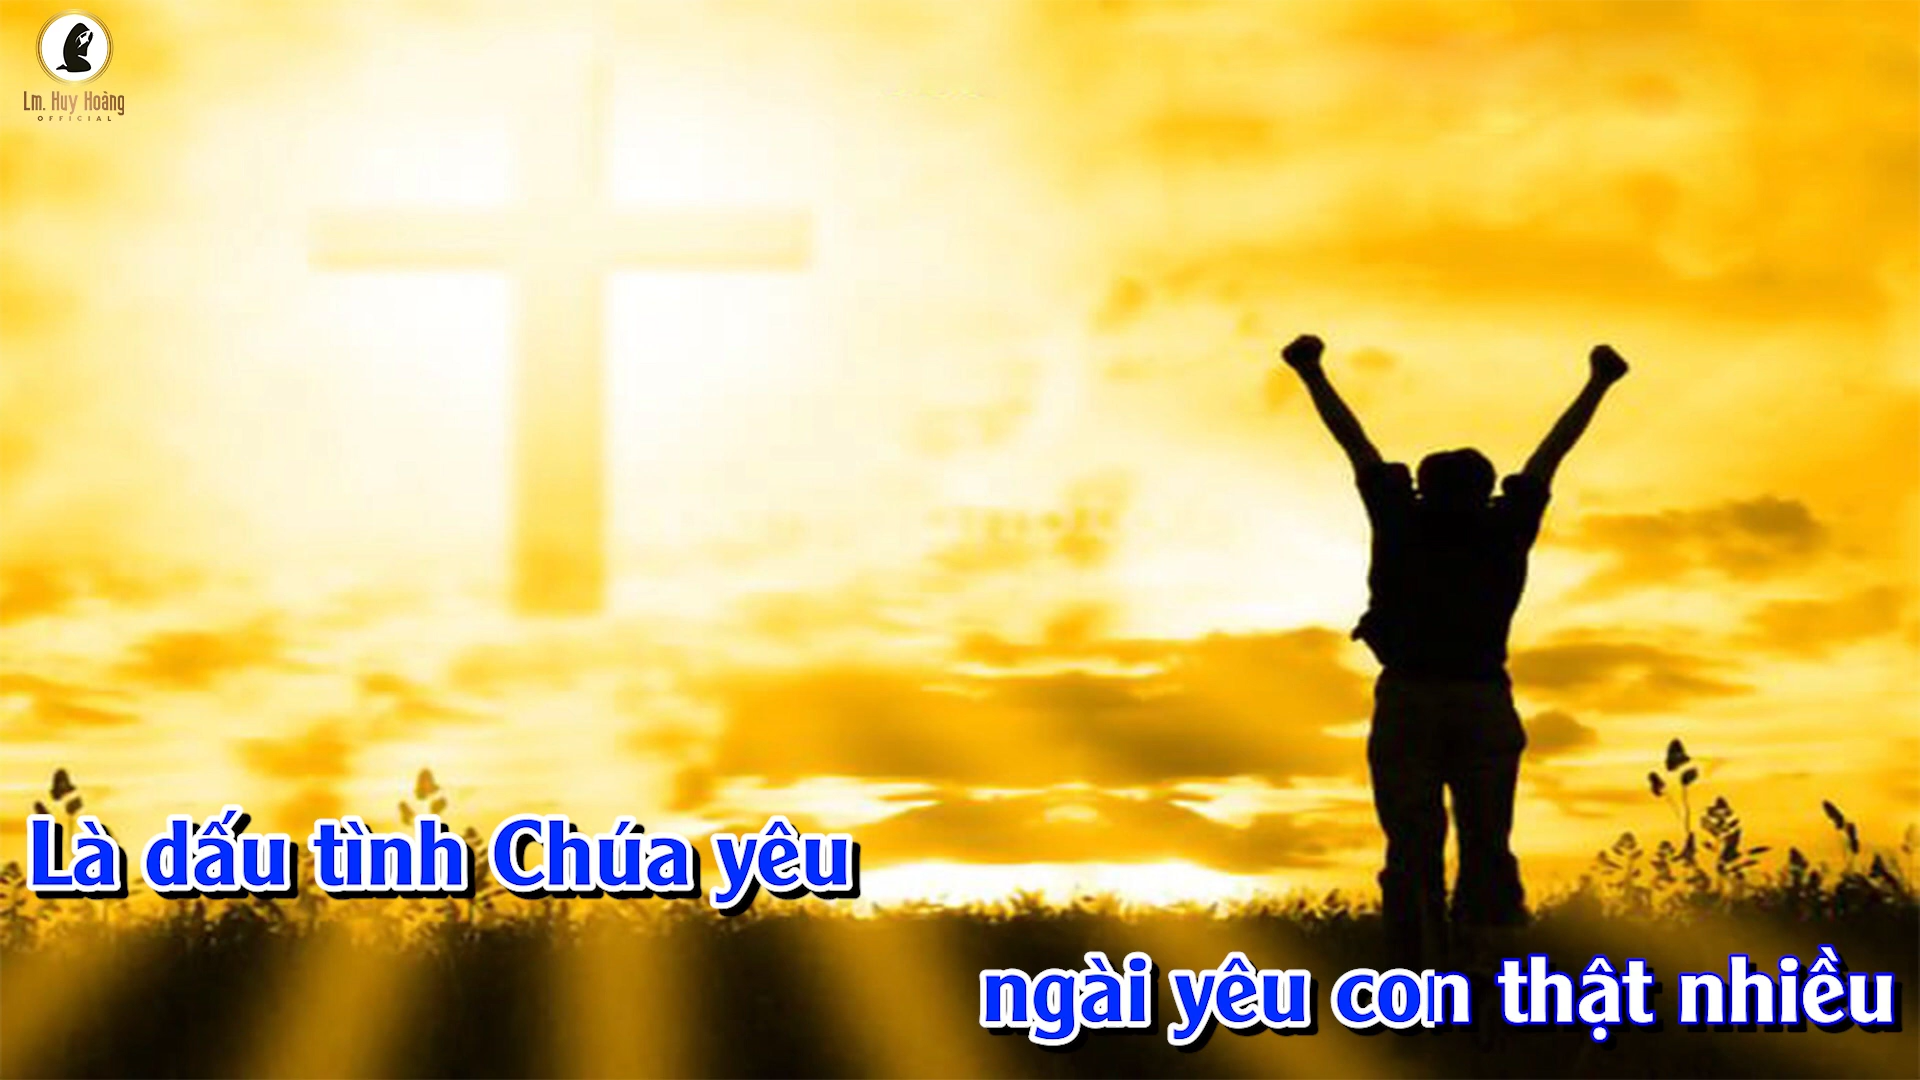 Lm. Huy Hoàng
OFFICIAL
Là dấu tình Chúa yêu
ngài yêu con thật nhiều